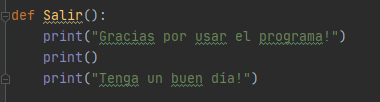 def Salir():
    print("Gracias por usar el programa!")
    print()
    print("Tenga un buen día!")